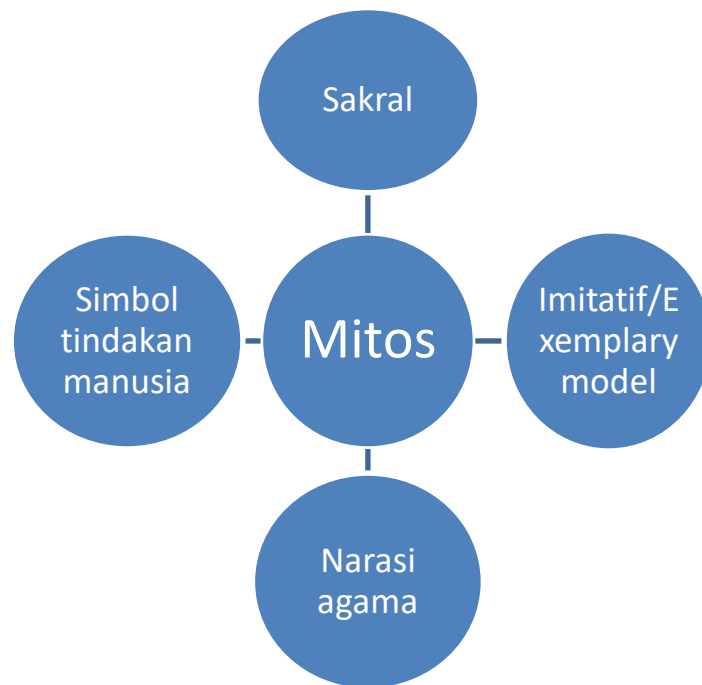 Sakral
Simbol
tindakan
manusia
Mitos
Imitatif/E
xemplary
model
Narasi
agama